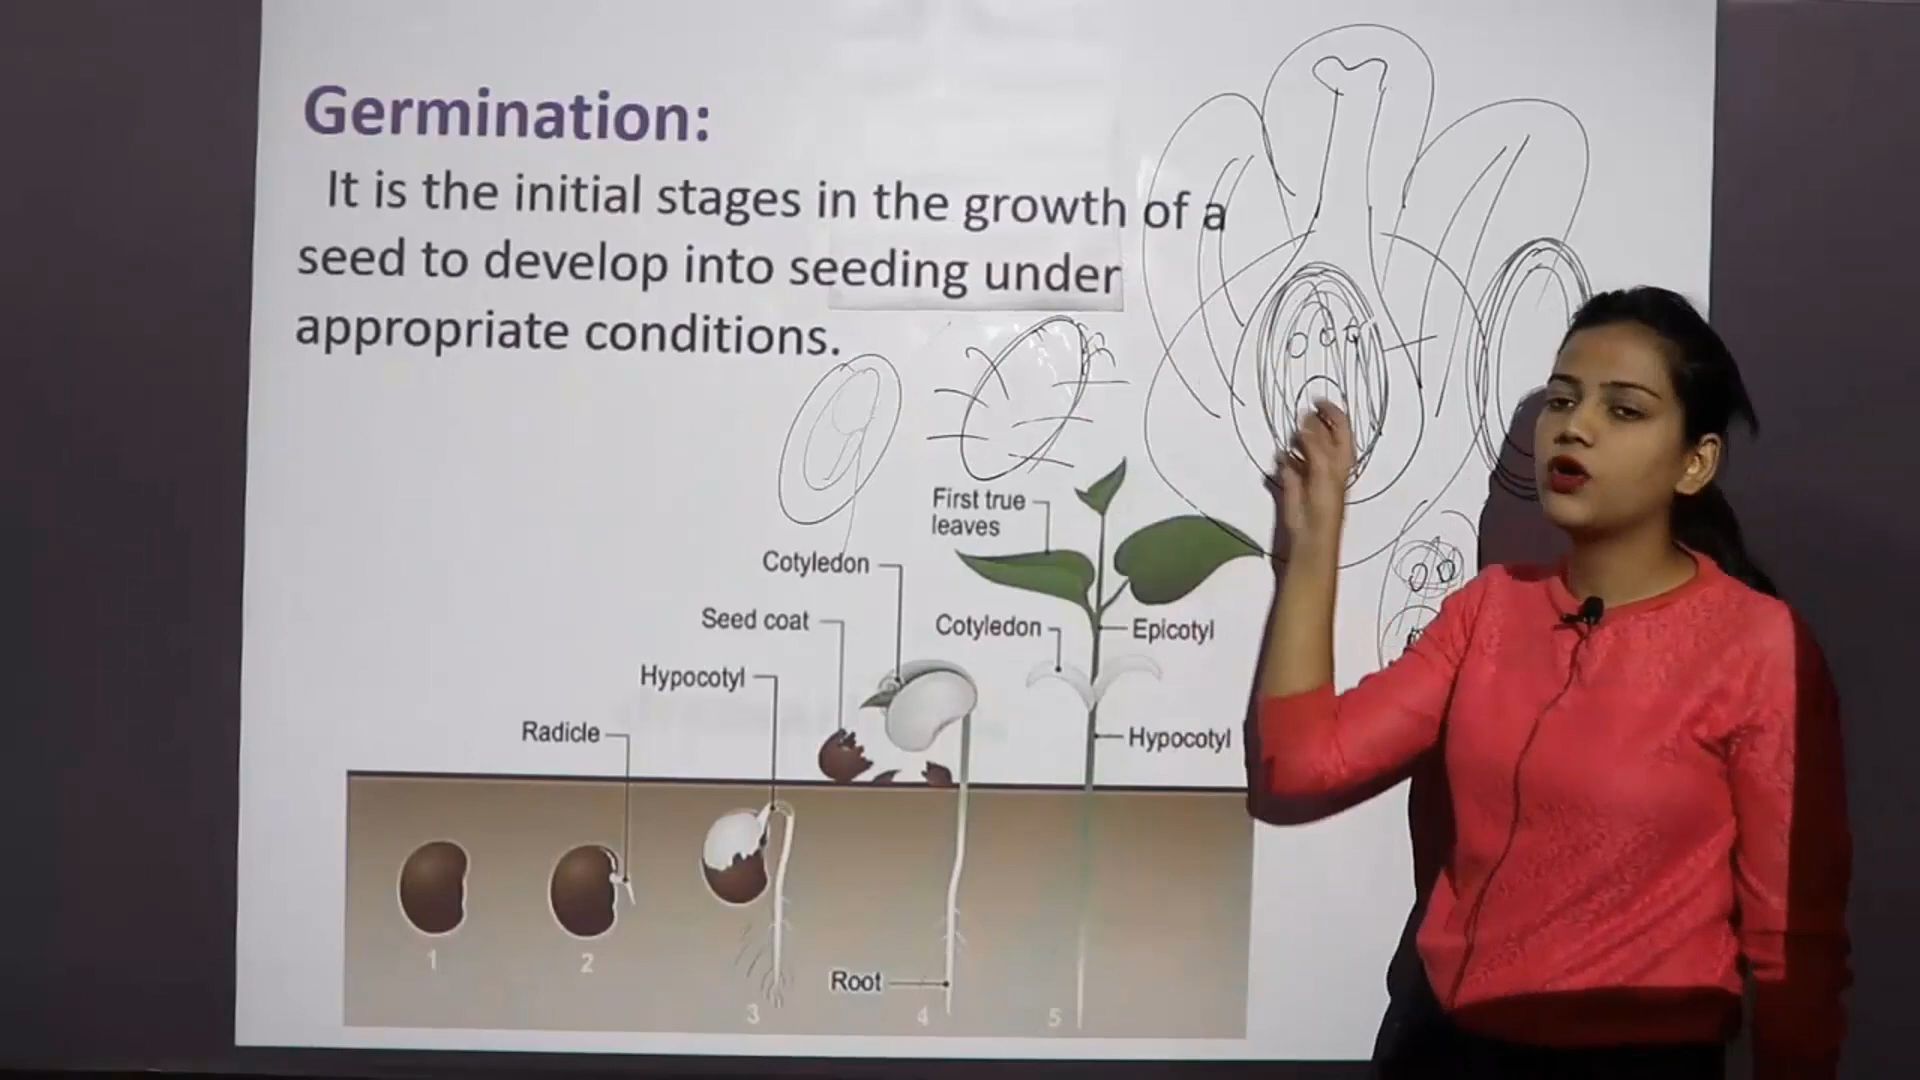 Germination:
It is the initial stages in the growth of a
seed to develop into seeding under
appropriate conditions.
First true
leaves
Cotyledon
Seed coat
Cotyledon
Epicotyl
Hypocotyl
Radicle
Hypocotyl
1
2
Root
3
4
5